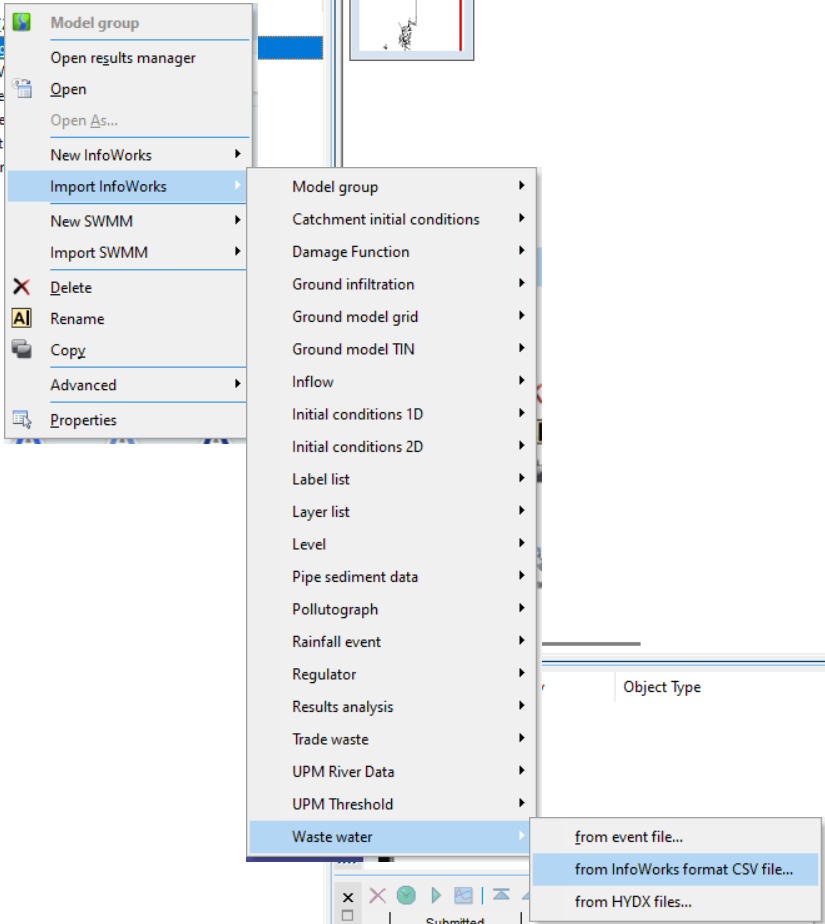 Model group
Open results manager
Open
Open As...
New InfoWorks
Import InfoWorks
New SWMM
Import SWMM
Delete
Rename
Copy
Advanced
Properties
Model group
Catchment initial conditions
Damage Function
Ground infiltration
Ground model grid
Ground model TIN
Inflow
Initial conditions 1D
Initial conditions 2D
Label list
Layer list
Level
Pipe sediment data
Pollutograph
Rainfall event
Regulator
Results analysis
Trade waste
UPM River Data
UPM Threshold
Waste water
from event file...
from InfoWorks format CSV file...
from HYDX files...
Object Type
Submitted